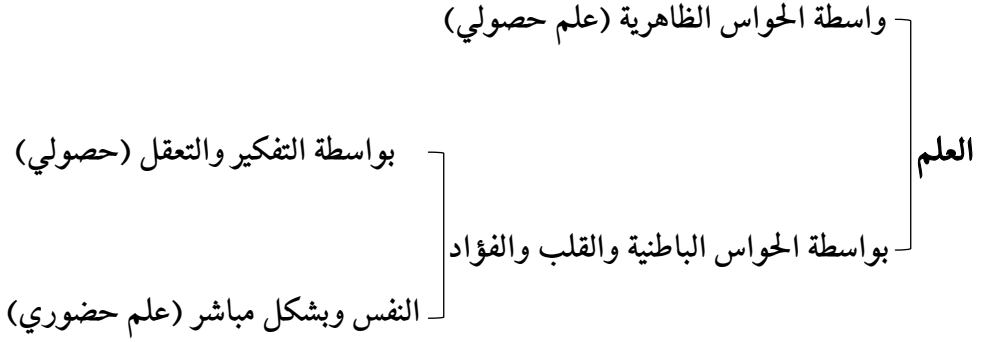 واسطة الحواس الظاهرية (علم حصولي)
العلم
بواسطة التفكير والتعقل (حصولي)
بواسطة الحواس الباطنية والقلب والفؤاد
النفس وبشكل مباشر (علم حضوري)